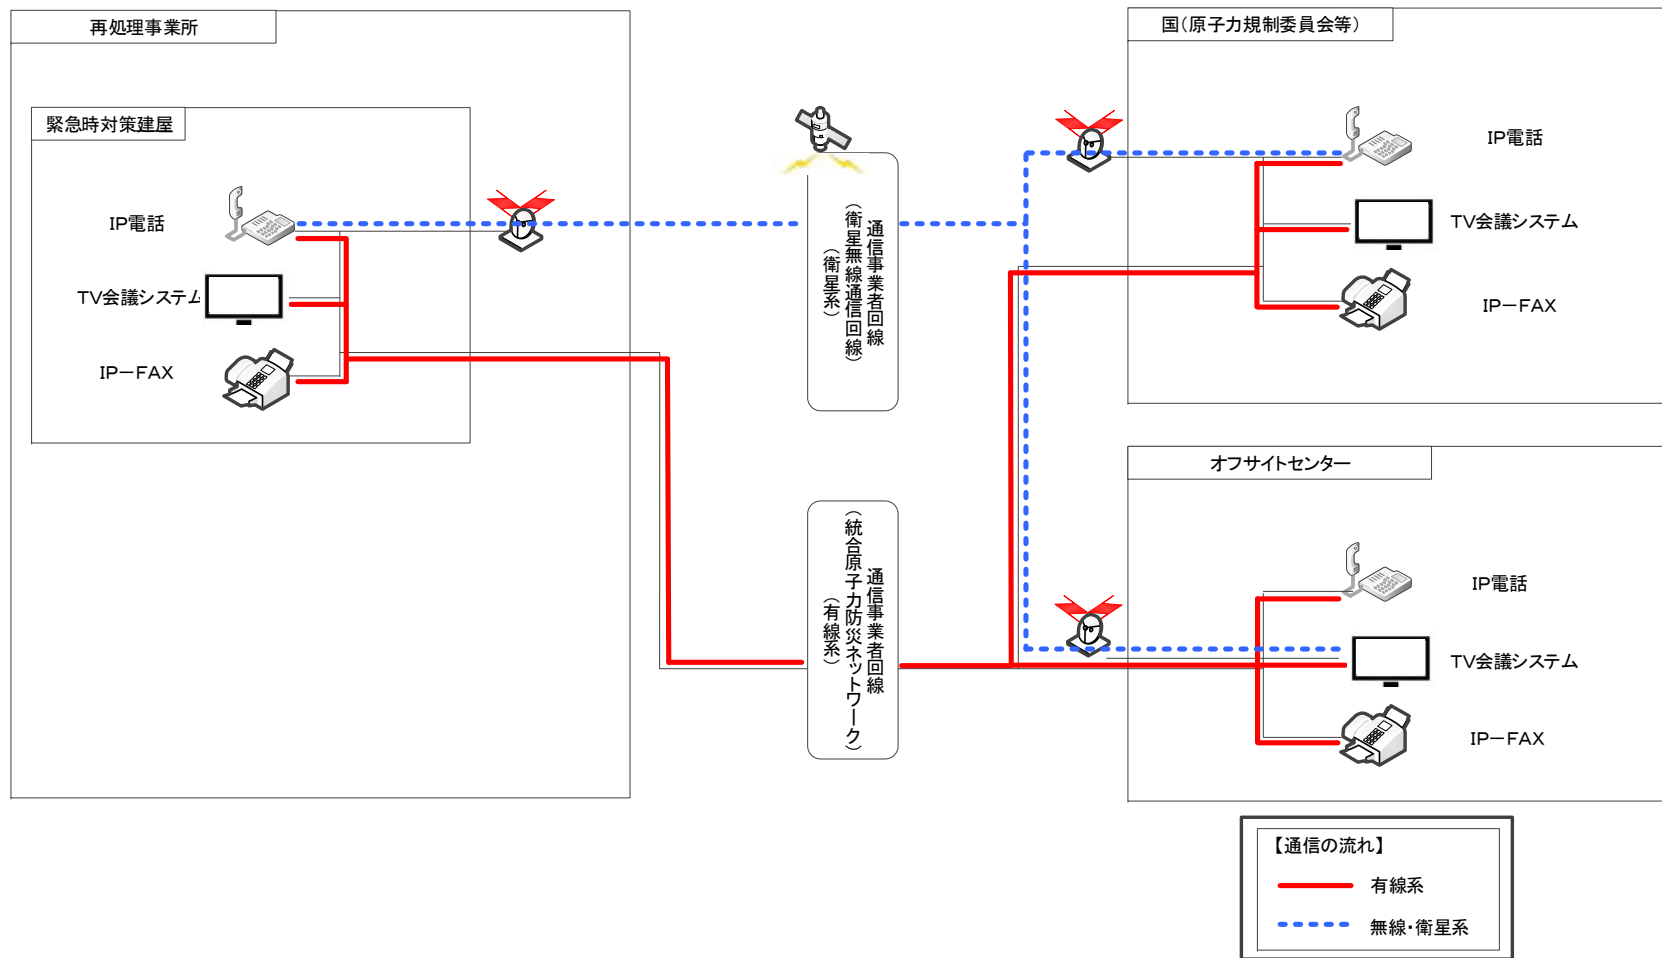 再処理事業所
緊急時対策建屋
IP電話
TV会議システム
IP－FAX
通信事業者回線
（衛星無線通信回線）
（衛星系）
通信事業者回線
（統合原子力防災ネットワーク）
（有線系）
国（原子力規制委員会等）
IP電話
TV会議システム
IP－FAX
オフサイトセンター
IP電話
TV会議システム
IP－FAX
【通信の流れ】
有線系
無線・衛星系